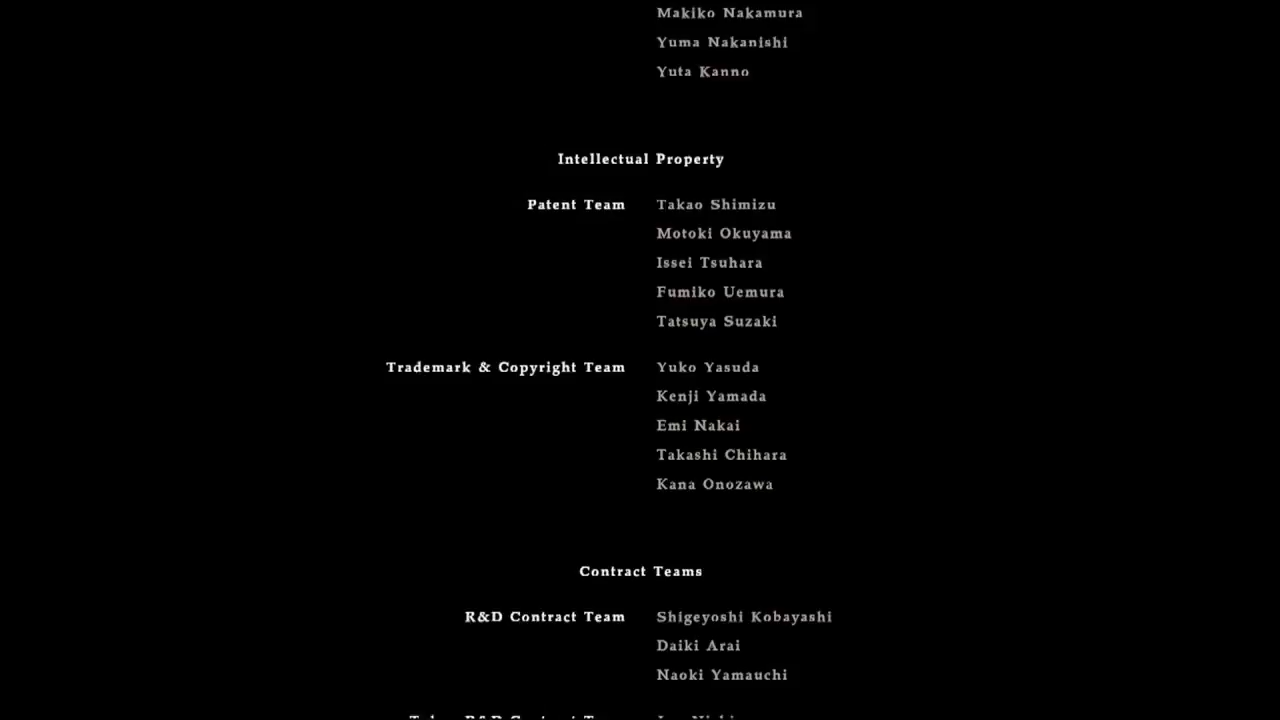 Makiko Nakamura
Yuma Nakanishi
Yuta Kanno
Intellectual Property
Patent Team Takao Shimizu
Motoki Okuyama
Issei Tsuhara
Fumiko Uemura
Tatsuya Suzaki
Trademark & Copyright Team Yuko Yasuda
Kenji Yamada
Emi Nakai
Takashi Chihara
Kana Onozawa
Contract Teams
R&D Contract Team Shigeyoshi Kobayashi
Daiki Arai
Naoki Yamauchi